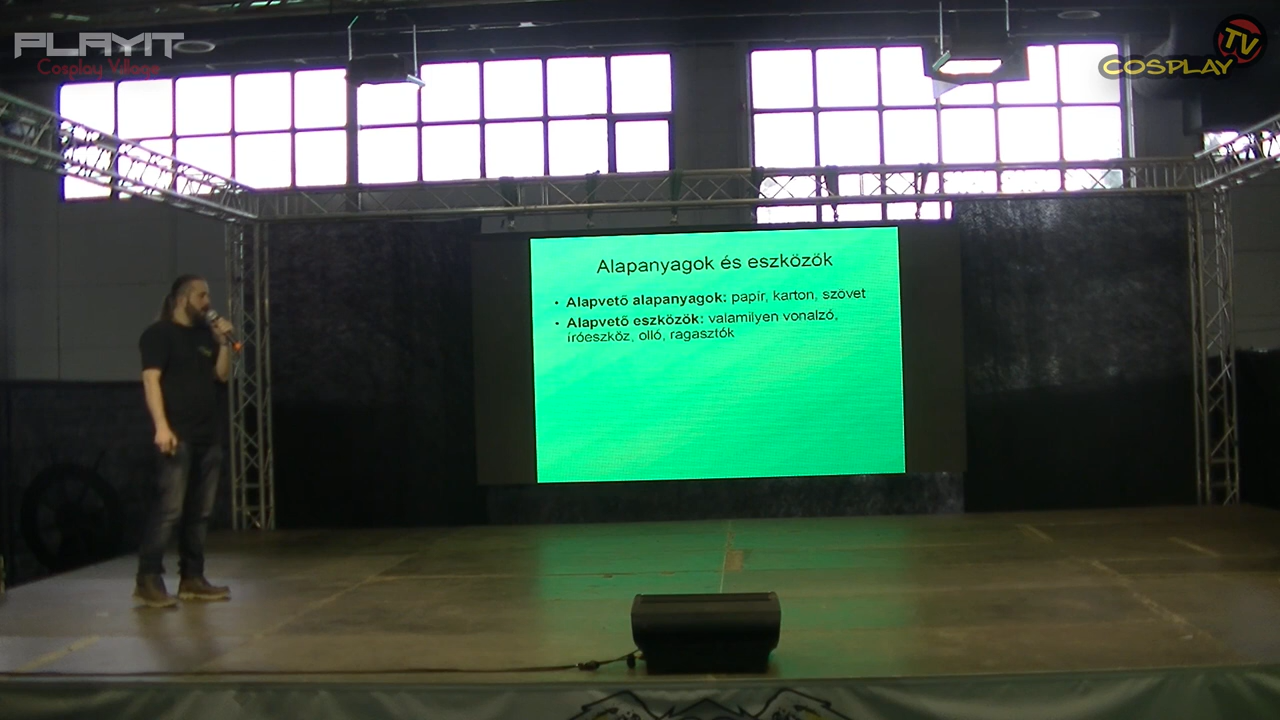 PLAYIT
Cosplay Village
COSPLAY TV
Alapanyagok és eszközök
• Alapvető alapanyagok: papír, karton, szövet
• Alapvető eszközök: valamilyen vonalzó,
íróeszköz, olló, ragasztók